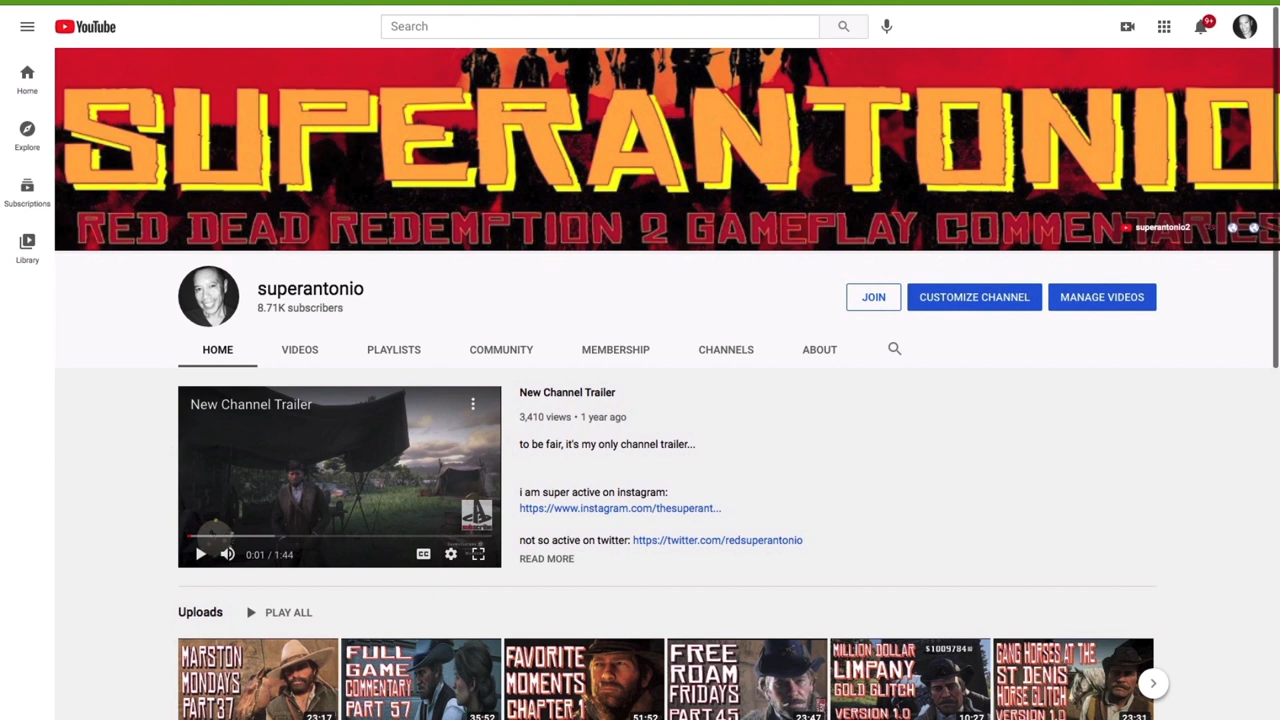 YouTube
Search
9+
Home
Explore
Subscriptions
Library
SUPERANTONIO
RED DEAD REDEMPTION 2 GAMEPLAY COMMENTARIES
superantonio2
superantonio
8.71K subscribers
JOIN
CUSTOMIZE CHANNEL
MANAGE VIDEOS
HOME VIDEOS PLAYLISTS COMMUNITY MEMBERSHIP CHANNELS ABOUT
New Channel Trailer
0:01 / 1:44
CC
New Channel Trailer
3,410 views • 1 year ago
to be fair, it's my only channel trailer...
i am super active on instagram:
https://www.instagram.com/thesuperant...
not so active on twitter: https://twitter.com/redsuperantonio
READ MORE
Uploads
PLAY ALL
MARSTON
MONDAYS
PART 37
23:17
FULL
GAME
COMMENTARY
PART 57
35:52
FAVORITE
MOMENTS
CHAPTER 1
51:52
FREE
ROAM
FRIDAYS
PART 45
23:47
MILLION DOLLAR
LIMPANY
GOLD GLITCH
VERSION 1.0
$1009784
10:27
GANG HORSES AT THE
ST DENIS
HORSE GLITCH
VERSION 1.0
23:31